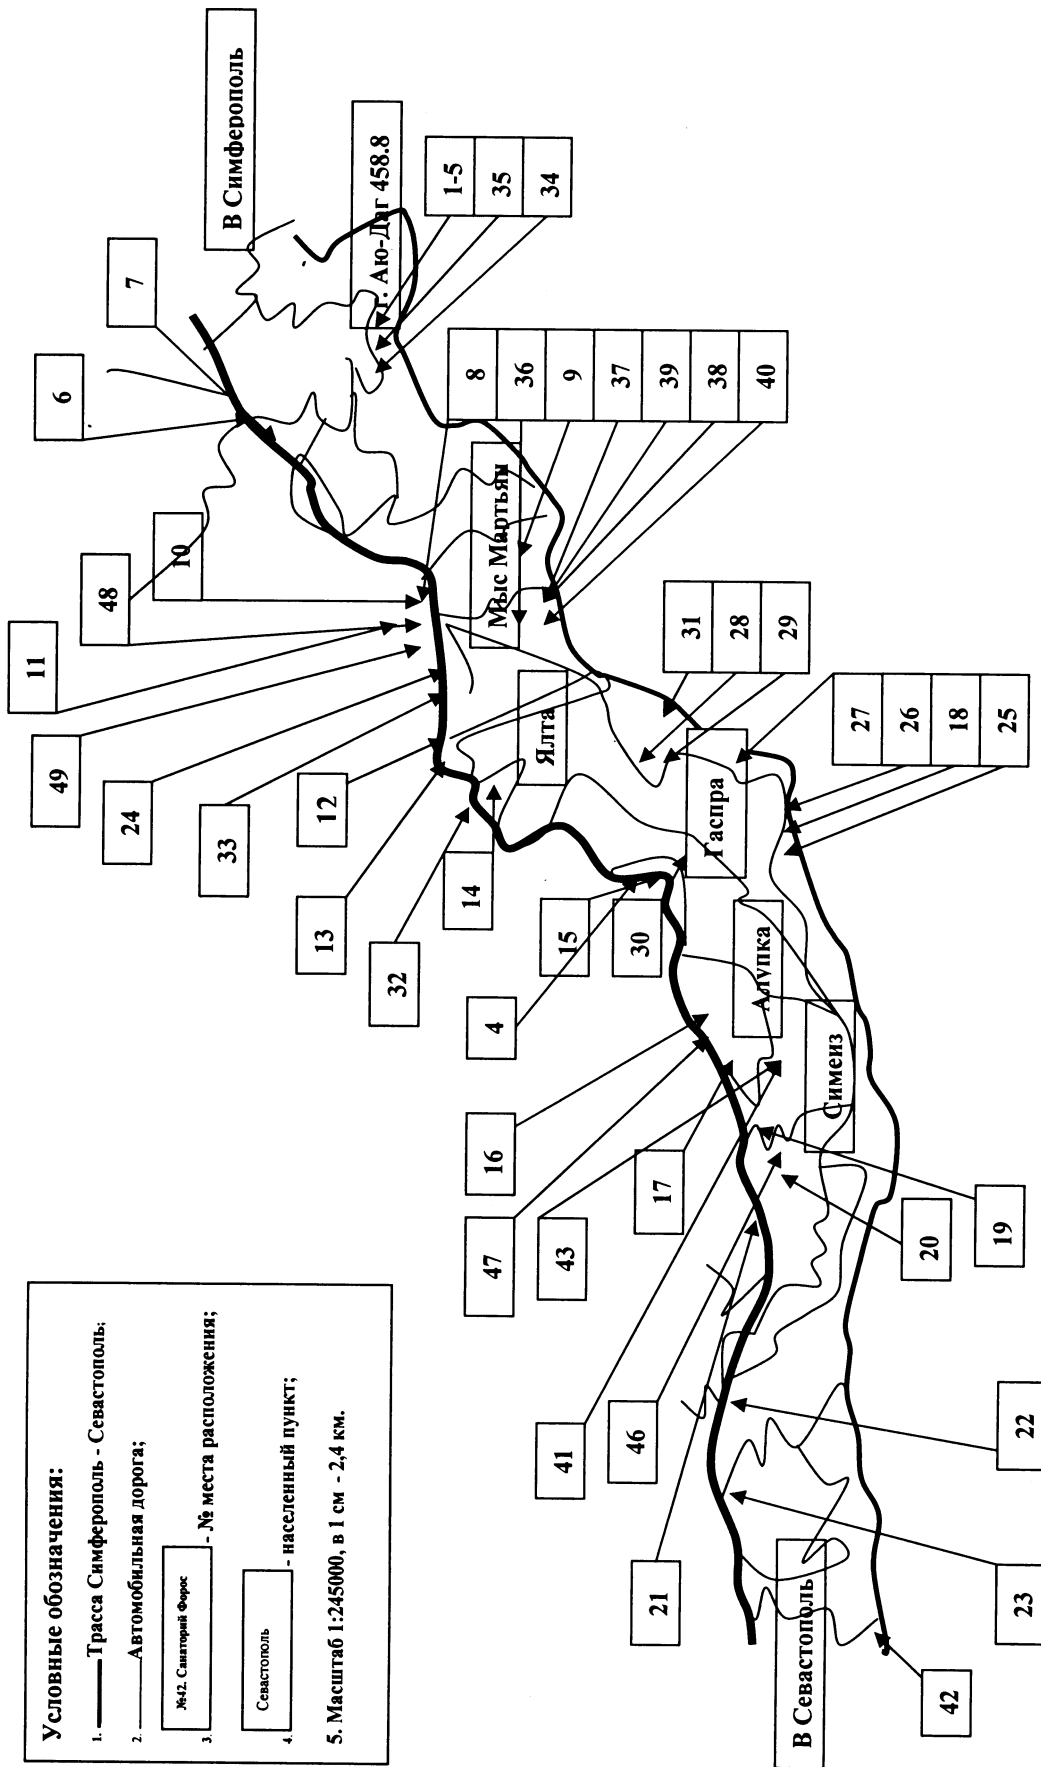 Условные обозначения:
1. Трасса Симферополь - Севастополь;
2. Автомобильная дорога;
№42. Санаторий Форос
3. - № места расположения;
Севастополь
4. - населенный пункт;
5. Масштаб 1:245000, в 1 см - 2,4 км.
В Симферополь
7
6
г. Аю-Даг 458.8
1-5
35
34
8
36
9
37
39
38
40
10
48
11
49
24
33
12
13
32
14
15
30
4
16
47
43
17
41
46
21
Мыс Мартьян
Ялта
31
28
29
Гаспра
27
26
18
25
Алупка
Симеиз
19
20
22
23
В Севастополь
42